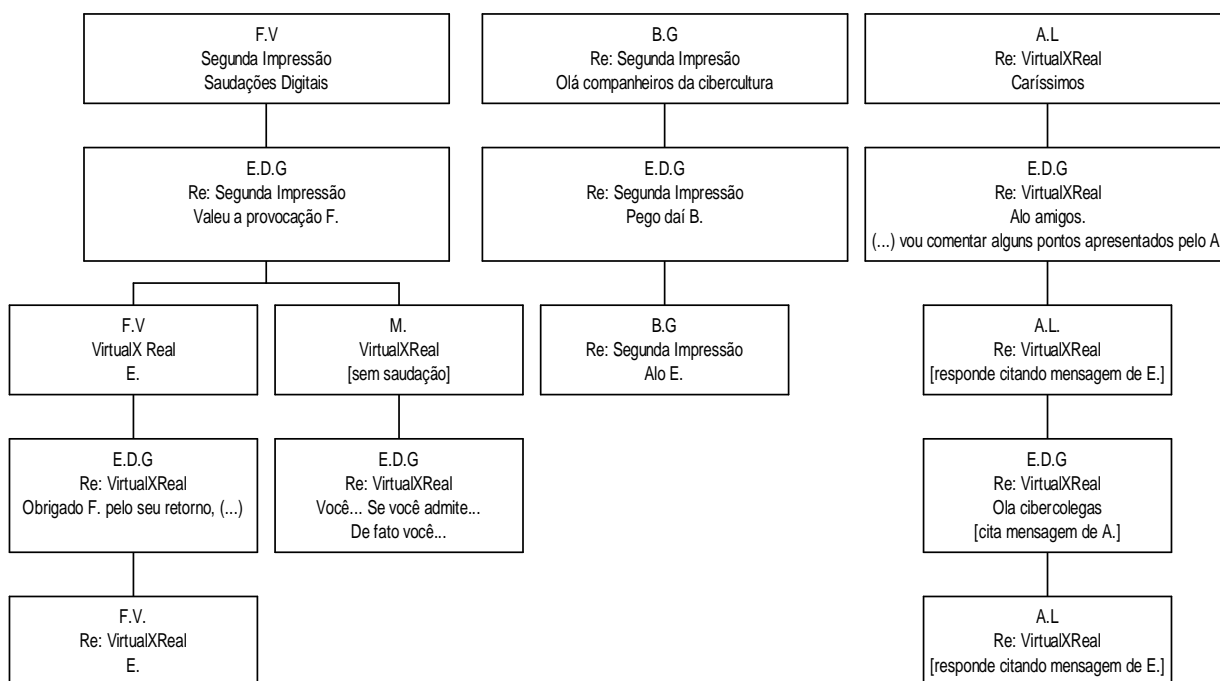 F.V
Segunda Impressão
Saudações Digitais
B.G
Re: Segunda Impresão
Olá companheiros da cibercultura
A.L
Re: VirtualXReal
Caríssimos
E.D.G
Re: Segunda Impressão
Valeu a provocação F.
E.D.G
Re: Segunda Impressão
Pego daí B.
E.D.G
Re: VirtualXReal
Alo amigos.
(...) vou comentar alguns pontos apresentados pelo A
F.V
VirtualX Real
E.
M.
VirtualXReal
[sem saudação]
B.G
Re: Segunda Impressão
Alo E.
A.L.
Re: VirtualXReal
[responde citando mensagem de E.]
E.D.G
Re: VirtualXReal
Obrigado F. pelo seu retorno, (...)
E.D.G
Re: VirtualXReal
Você... Se você admite...
De fato você...
E.D.G
Re: VirtualXReal
Ola cibercolegas
[cita mensagem de A.]
F.V.
Re: VirtualXReal
E.
A.L
Re: VirtualXReal
[responde citando mensagem de E.]